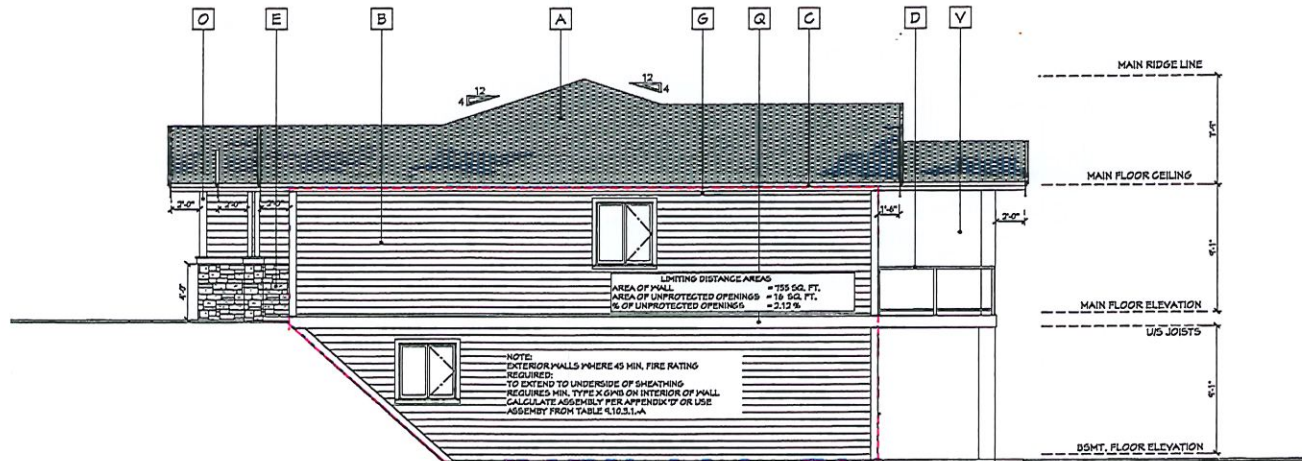 O E B A G Q C D V
MAIN RIDGE LINE
12
4
12
4
7'-7"
MAIN FLOOR CEILING
2'-0" 2'-0" 2'-0"
1'-6"
2'-0"
9'-1"
4'-0"
LIMITING DISTANCE AREAS
AREA OF WALL = 755 SQ. FT.
AREA OF UNPROTECTED OPENINGS = 16 SQ. FT.
% OF UNPROTECTED OPENINGS = 2.12 %
MAIN FLOOR ELEVATION
U/S JOISTS
NOTE:
EXTERIOR WALLS WHERE 45 MIN. FIRE RATING
REQUIRED:
TO EXTEND TO UNDERSIDE OF SHEATHING
REQUIRES MIN. TYPE X GWB ON INTERIOR OF WALL
CALCULATE ASSEMBLY PER APPENDIX 'D' OR USE
ASSEMBY FROM TABLE 9.10.3.1.-A
9'-1"
BSMT. FLOOR ELEVATION